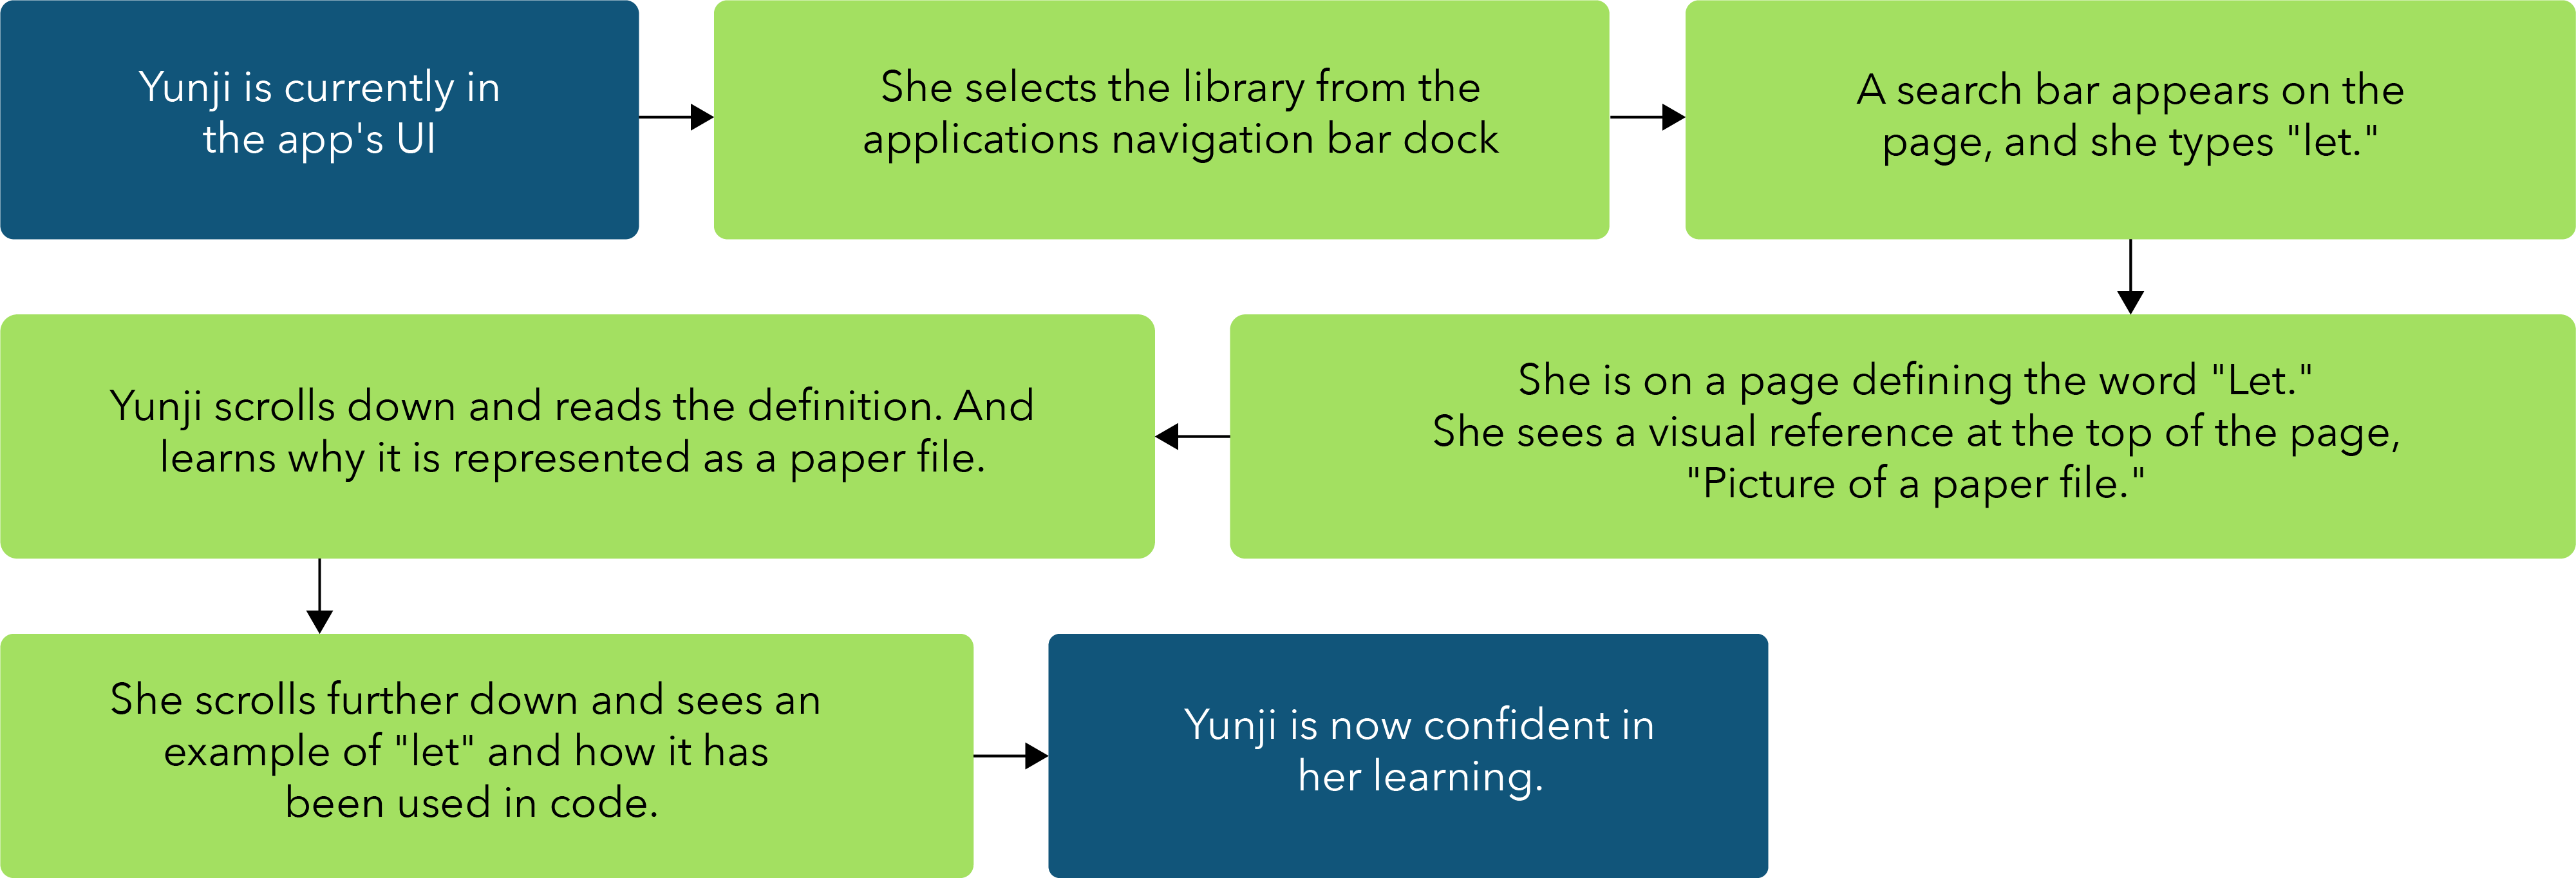 Yunji is currently in
the app's UI
She selects the library from the
applications navigation bar dock
A search bar appears on the
page, and she types "let."
She is on a page defining the word "Let."
She sees a visual reference at the top of the page,
"Picture of a paper file."
Yunji scrolls down and reads the definition. And
learns why it is represented as a paper file.
She scrolls further down and sees an
example of "let" and how it has
been used in code.
Yunji is now confident in
her learning.